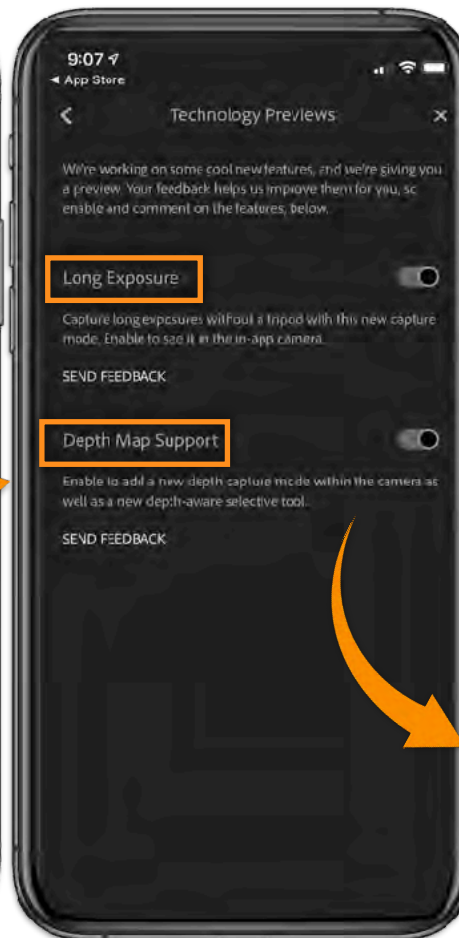 9:07
◄ App Store
Technology Previews
We're working on some cool new features, and we're giving you
a preview. Your feedback helps us improve them for you, so
enable and comment on the features, below.
Long Exposure
Capture long exposures without a tripod with this new capture
mode. Enable to see it in the in-app camera.
SEND FEEDBACK
Depth Map Support
Enable to add a new depth capture mode within the camera as
well as a new depth-aware selective tool.
SEND FEEDBACK